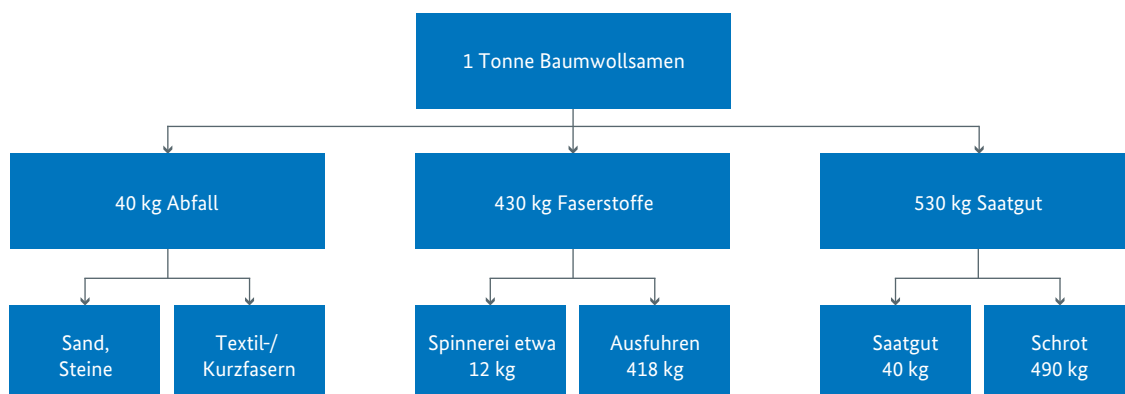 1 Tonne Baumwollsamen
40 kg Abfall
430 kg Faserstoffe
530 kg Saatgut
Sand,
Steine
Textil-/
Kurzfasern
Spinnerei etwa
12 kg
Ausfuhren
418 kg
Saatgut
40 kg
Schrot
490 kg